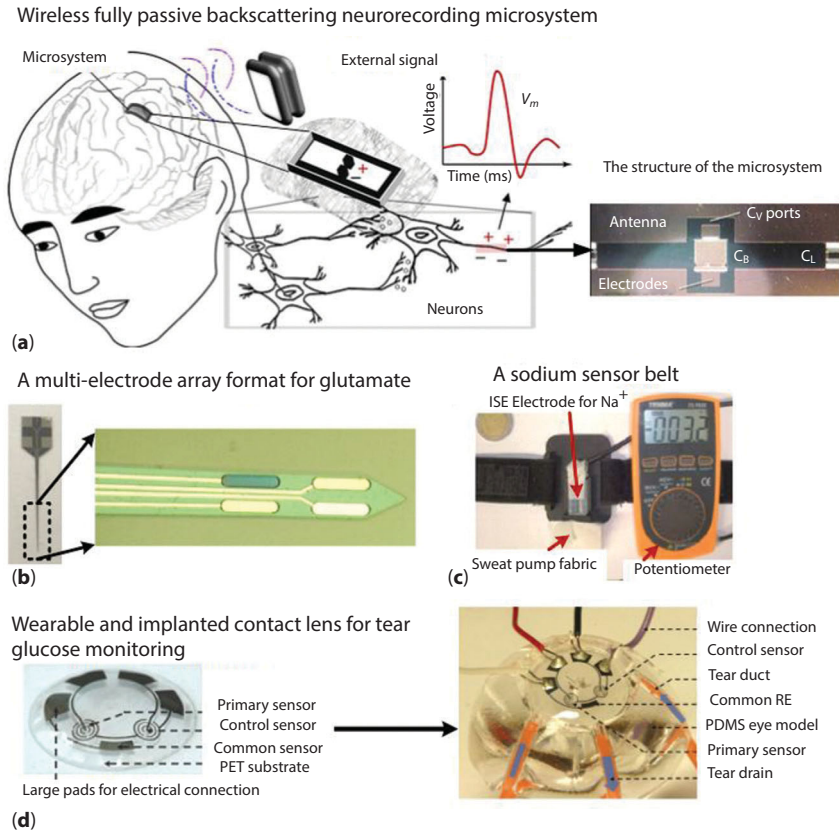 Wireless fully passive backscattering neurorecording microsystem
Microsystem
External signal
Voltage
Vₘ
Time (ms)
The structure of the microsystem
Antenna
Cᵥ ports
C_B
C_L
Electrodes
Neurons
(a)
A multi-electrode array format for glutamate
(b)
A sodium sensor belt
ISE Electrode for Na⁺
-003.2
Sweat pump fabric
Potentiometer
(c)
Wearable and implanted contact lens for tear
glucose monitoring
Primary sensor
Control sensor
Common sensor
PET substrate
Large pads for electrical connection
Wire connection
Control sensor
Tear duct
Common RE
PDMS eye model
Primary sensor
Tear drain
(d)